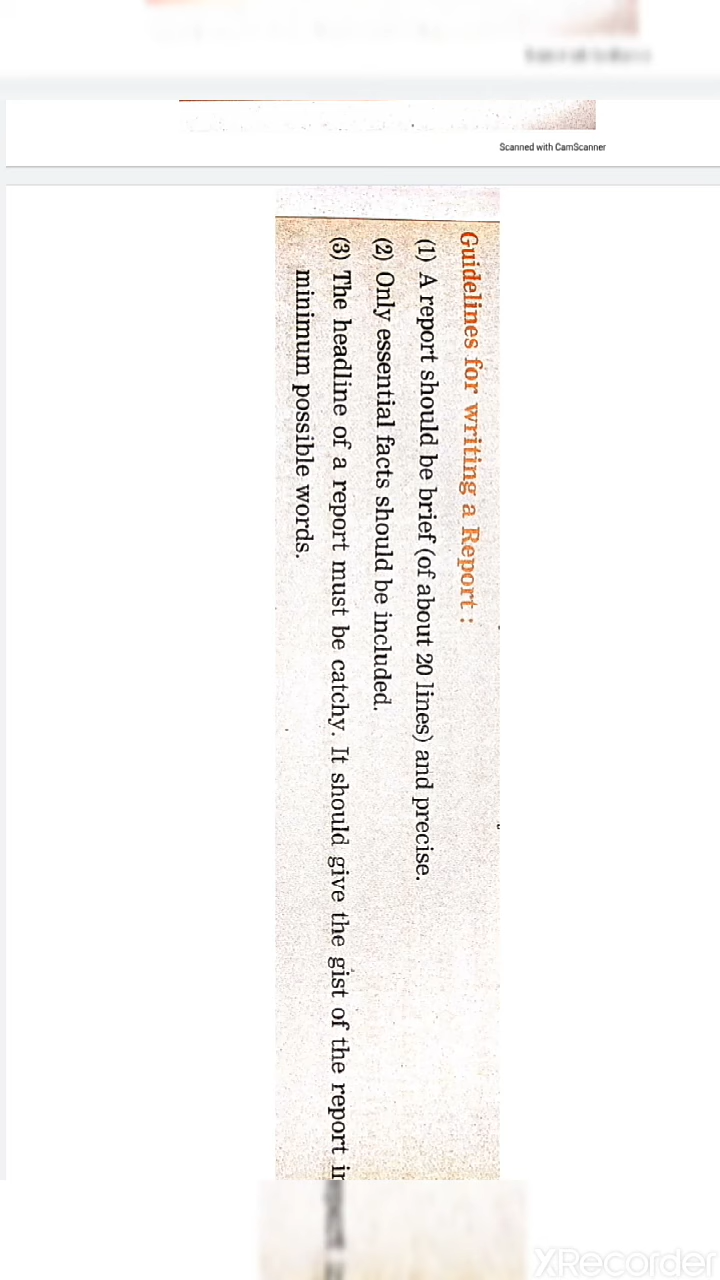 Scanned with CamScanner
Guidelines for writing a Report :
(1) A report should be brief (of about 20 lines) and precise.
(2) Only essential facts should be included.
(3) The headline of a report must be catchy. It should give the gist of the report in
minimum possible words.
XRecorder